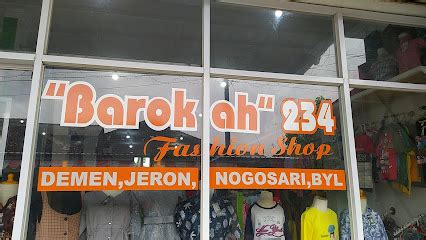 "Barok ah" 234
Fashion Shop
DEMEN,JERON, NOGOSARI,BYL